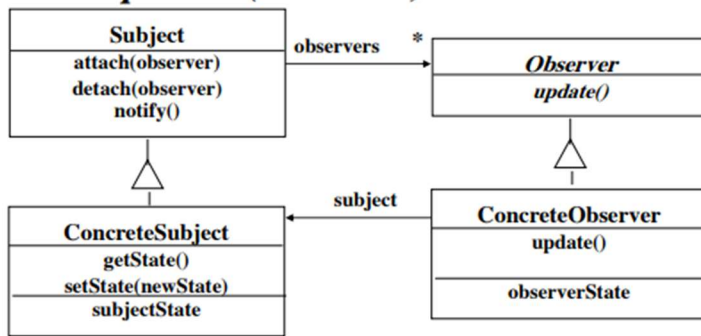 Subject
attach(observer)
detach(observer)
notify()
observers
*
Observer
update()
ConcreteSubject
getState()
setState(newState)
subjectState
subject
ConcreteObserver
update()
observerState